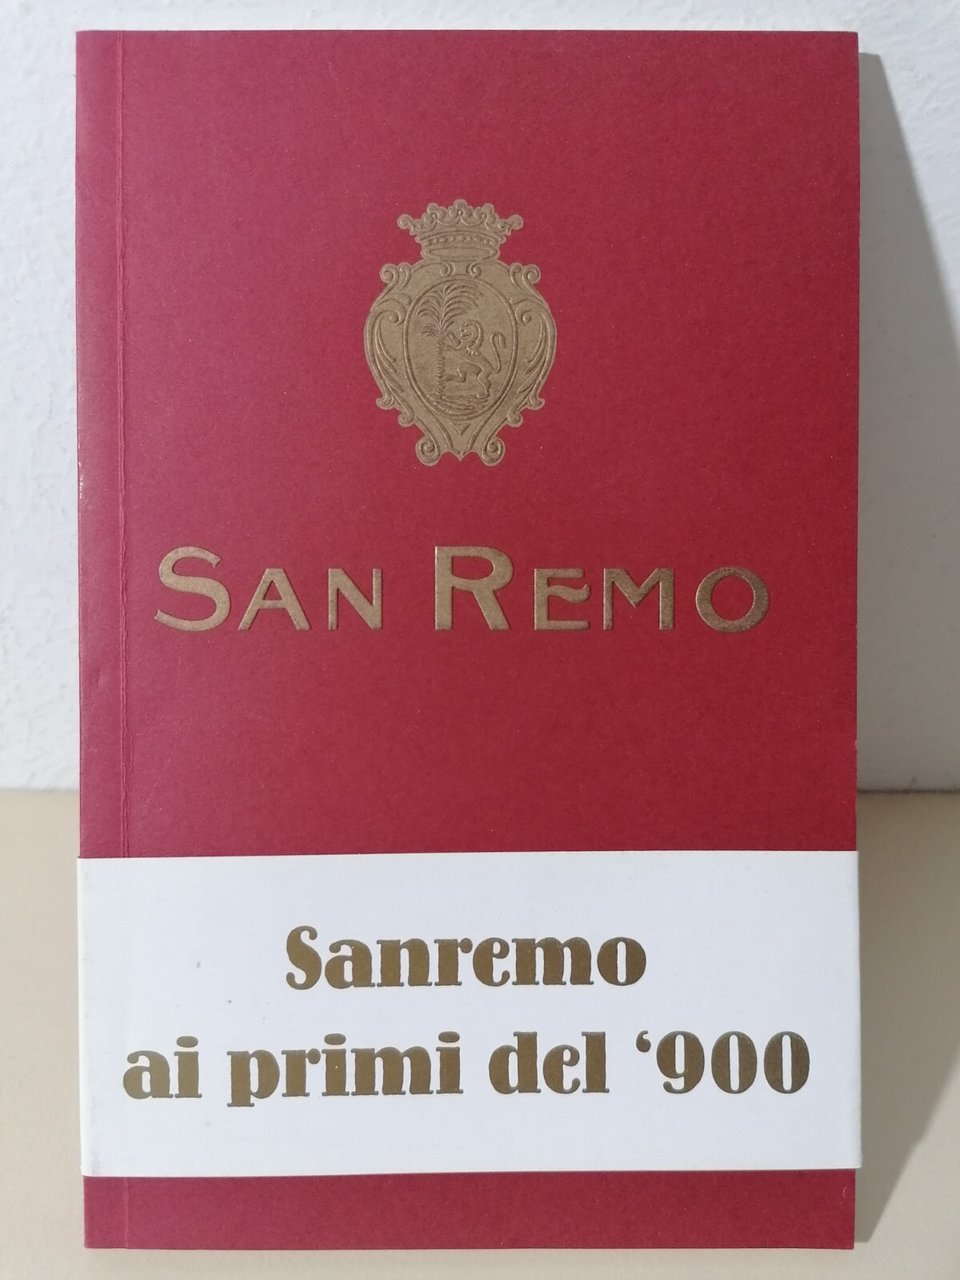 SAN REMO
Sanremo
ai primi del ‘900